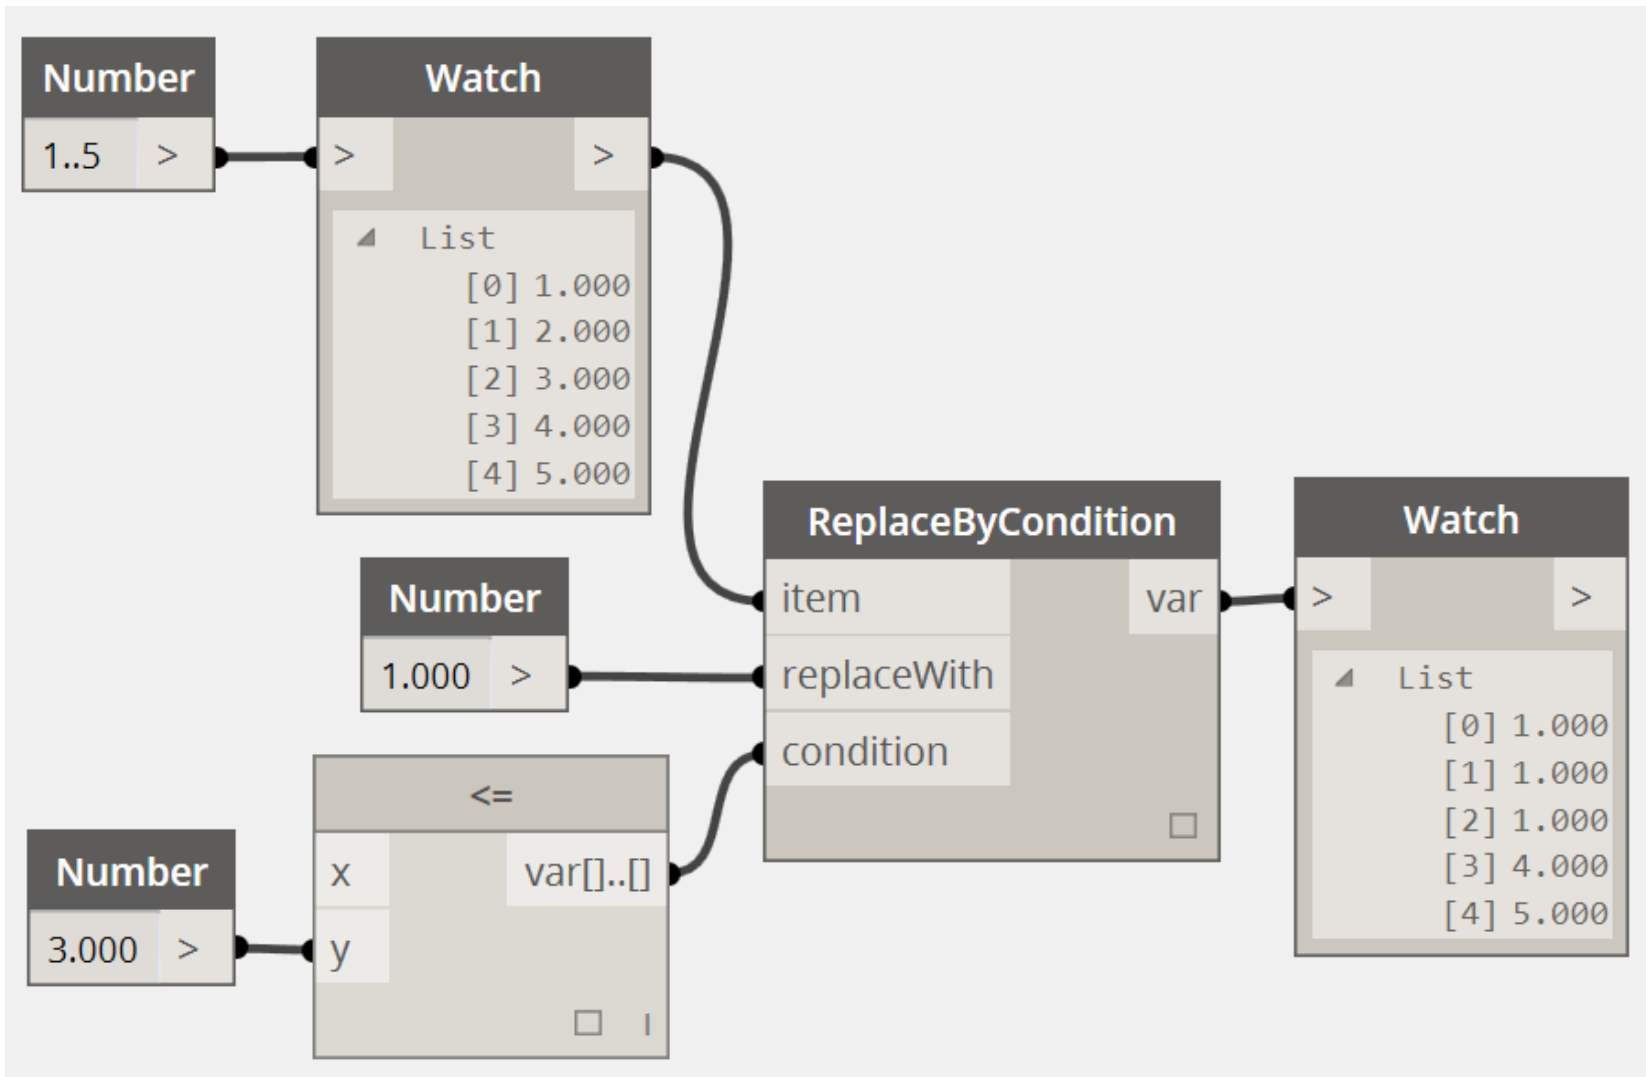 Number
1..5 >
Watch
> >
List
[0] 1.000
[1] 2.000
[2] 3.000
[3] 4.000
[4] 5.000
Number
1.000 >
Number
3.000 >
<=
x var[]..[]
y
I
ReplaceByCondition
item var
replaceWith
condition
Watch
> >
List
[0] 1.000
[1] 1.000
[2] 1.000
[3] 4.000
[4] 5.000